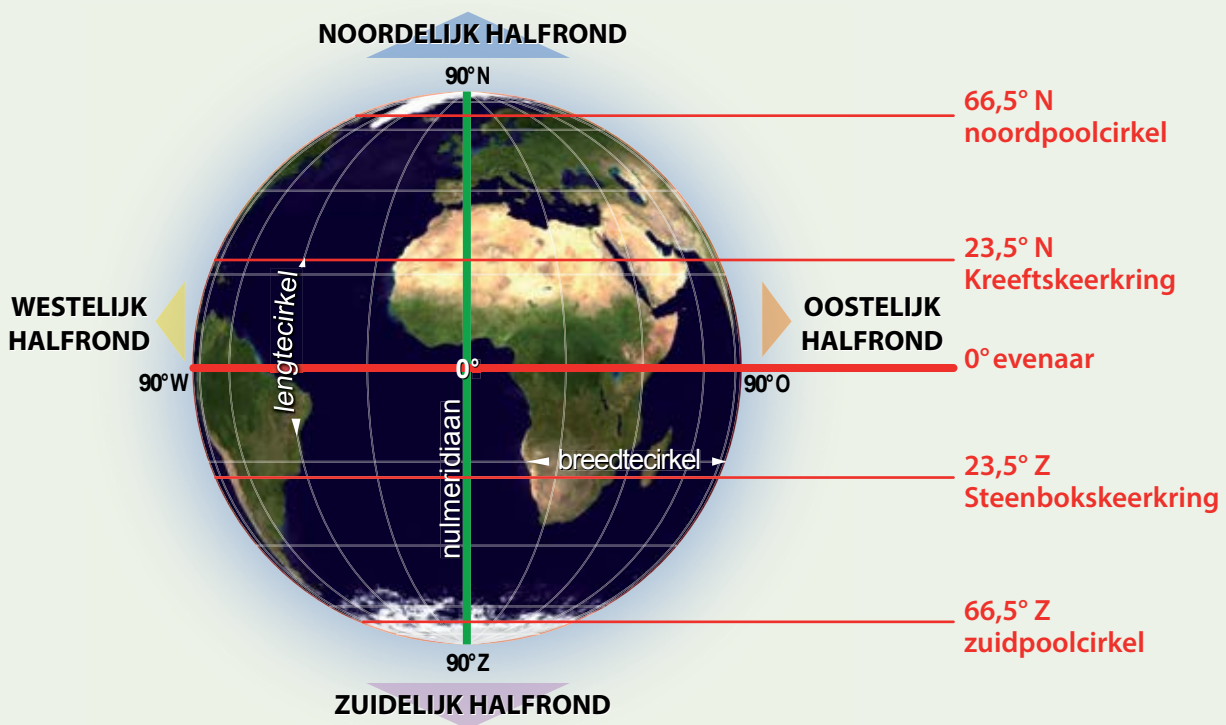 NOORDELIJK HALFROND
90° N
66,5° N
noordpoolcirkel
23,5° N
Kreeftskeerkring
lengtecirkel
WESTELIJK
HALFROND
OOSTELIJK
HALFROND
0° evenaar
0°
90° W
90° O
nulmeridiaan
breedtecirkel
23,5° Z
Steenbokskeerkring
66,5° Z
zuidpoolcirkel
90° Z
ZUIDELIJK HALFROND